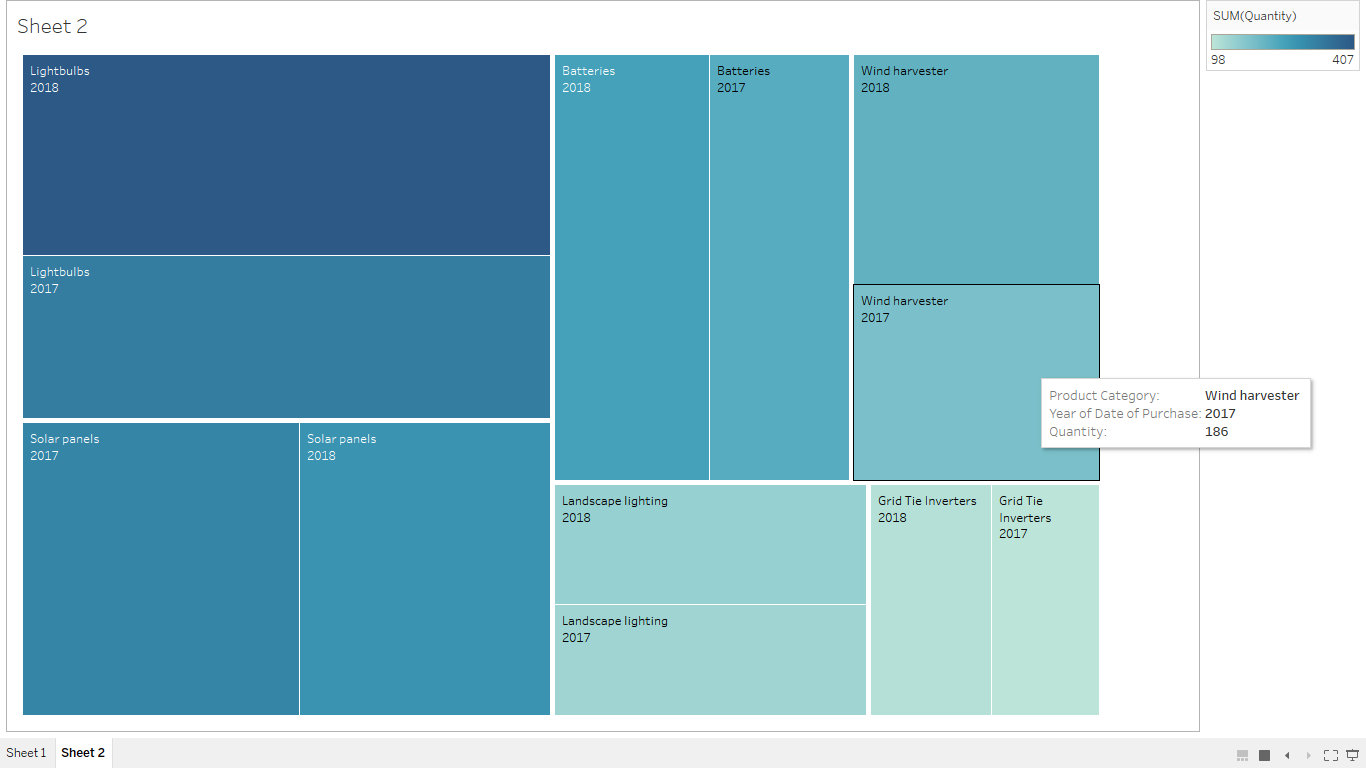 Sheet 2
SUM(Quantity)
98 407
Lightbulbs
2018
Lightbulbs
2017
Solar panels
2017
Solar panels
2018
Batteries
2018
Batteries
2017
Wind harvester
2018
Wind harvester
2017
Product Category: Wind harvester
Year of Date of Purchase: 2017
Quantity: 186
Landscape lighting
2018
Landscape lighting
2017
Grid Tie Inverters
2018
Grid Tie
Inverters
2017
Sheet 1 Sheet 2